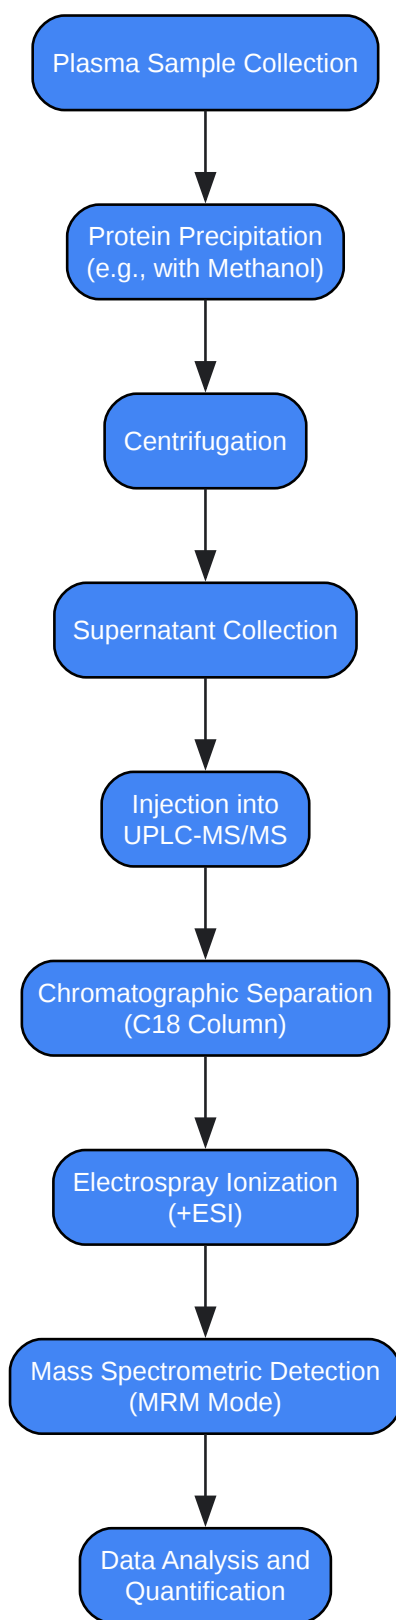 Plasma Sample Collection
Protein Precipitation
(e.g., with Methanol)
Centrifugation
Supernatant Collection
Injection into
UPLC-MS/MS
Chromatographic Separation
(C18 Column)
Electrospray Ionization
(+ESI)
Mass Spectrometric Detection
(MRM Mode)
Data Analysis and
Quantification